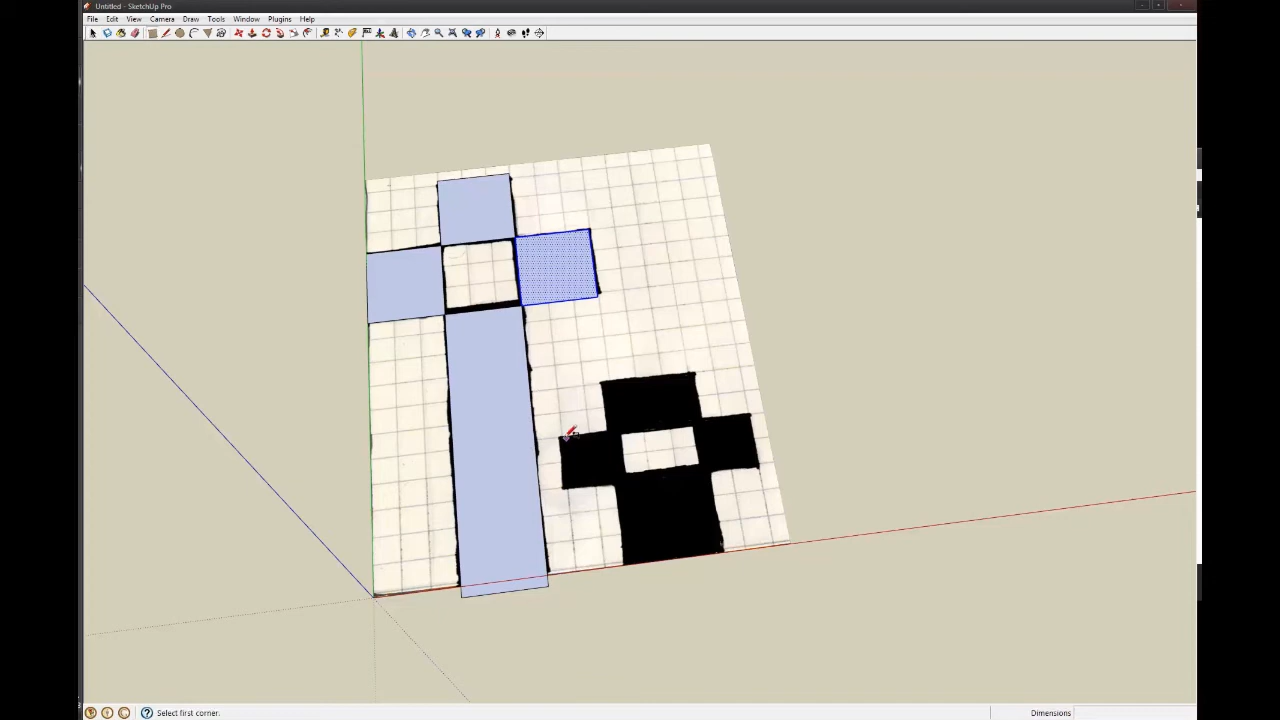 Untitled - SketchUp Pro
File Edit View Camera Draw Tools Window Plugins Help
Select first corner.
Dimensions